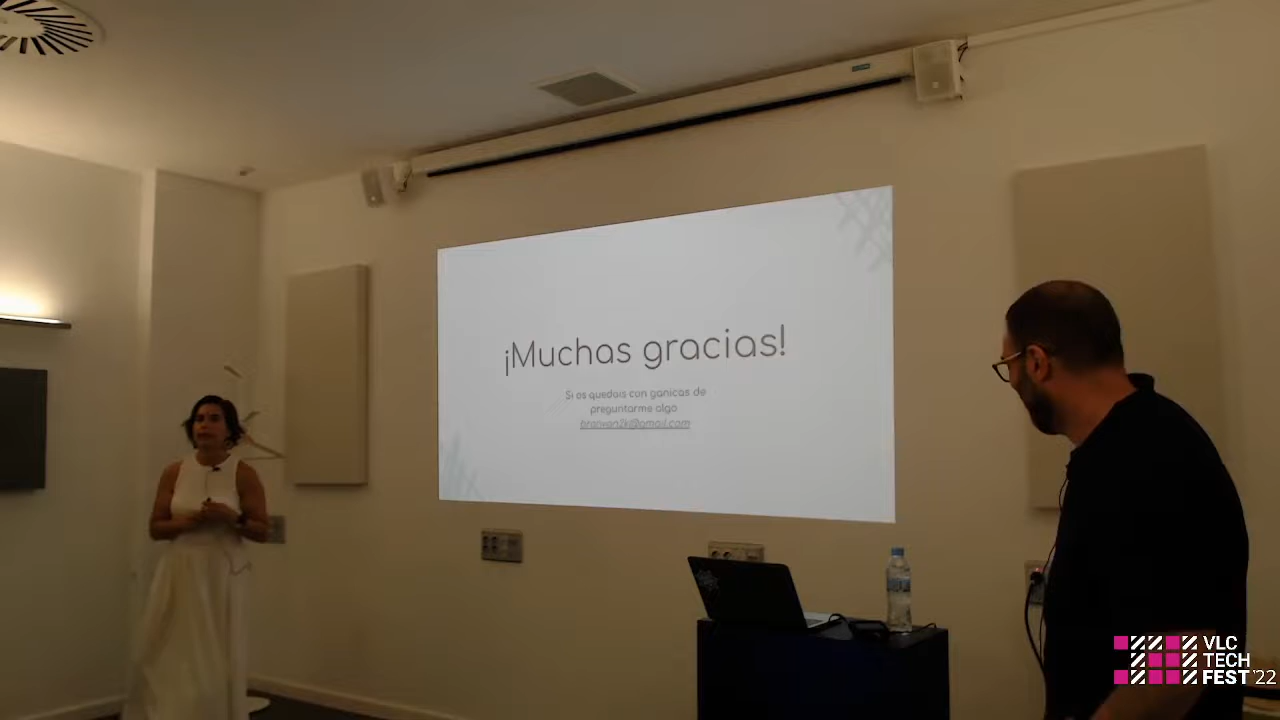 ¡Muchas gracias!
Si os quedais con ganicas de
preguntarme algo
VLC
TECH
FEST '22